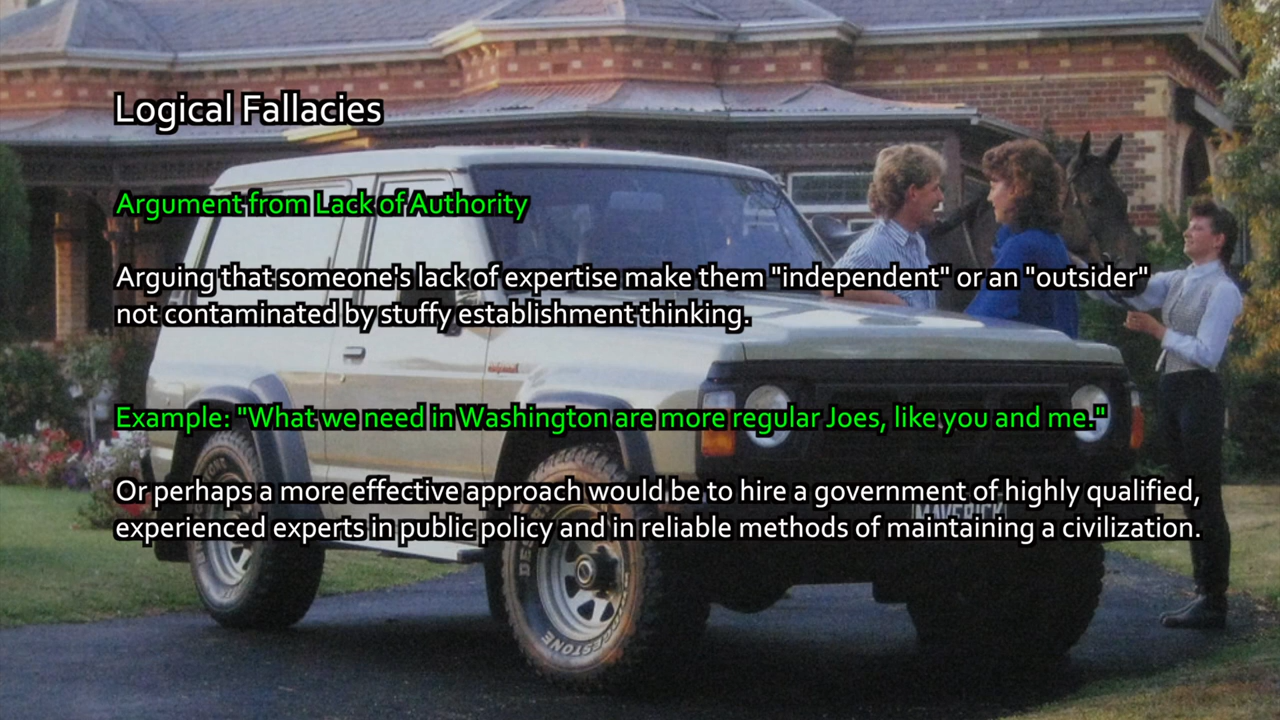 Logical Fallacies
Argument from Lack of Authority
Arguing that someone's lack of expertise make them "independent" or an "outsider"
not contaminated by stuffy establishment thinking.
Example: "What we need in Washington are more regular Joes, like you and me."
Or perhaps a more effective approach would be to hire a government of highly qualified,
experienced experts in public policy and in reliable methods of maintaining a civilization.
MAVERICK
BRIDGESTONE